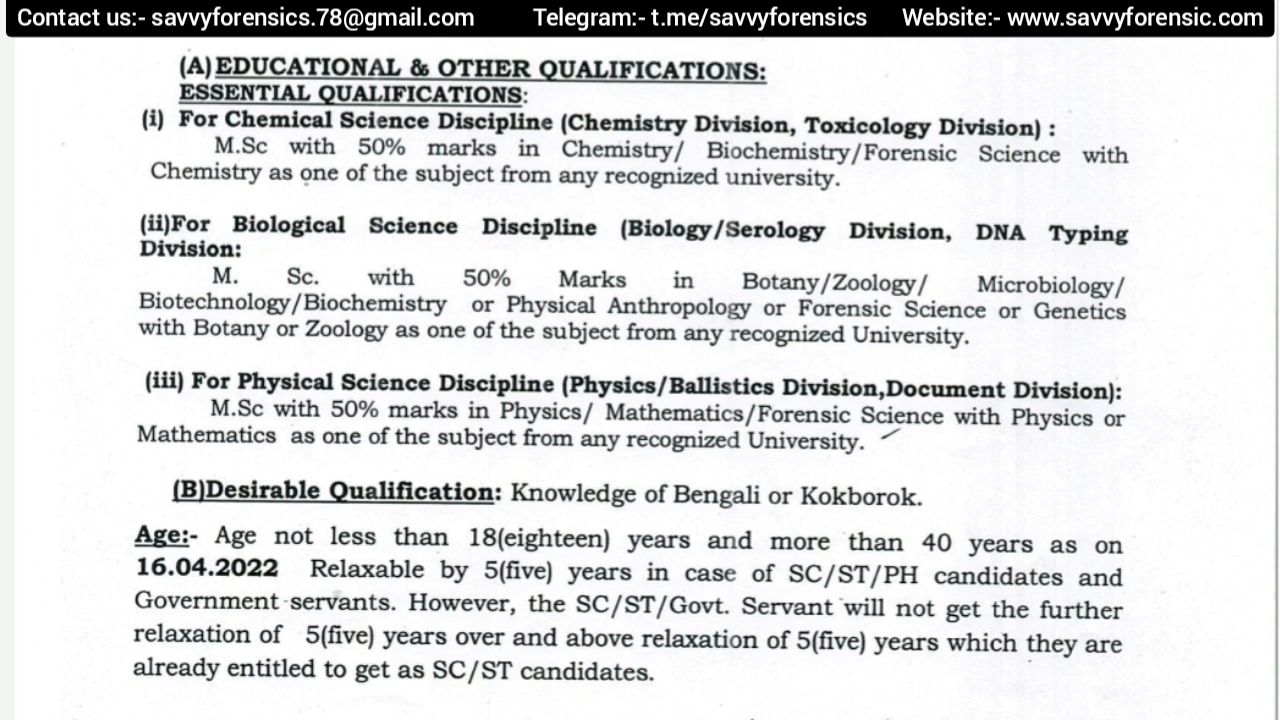 Contact us:- savvyforensics.78@gmail.com Telegram:- t.me/savvyforensics Website:- www.savvyforensic.com
(A)EDUCATIONAL & OTHER QUALIFICATIONS:
ESSENTIAL QUALIFICATIONS:
(i) For Chemical Science Discipline (Chemistry Division, Toxicology Division) :
M.Sc with 50% marks in Chemistry/ Biochemistry/Forensic Science with
Chemistry as one of the subject from any recognized university.
(ii)For Biological Science Discipline (Biology/Serology Division, DNA Typing
Division:
M. Sc. with 50% Marks in Botany/Zoology/ Microbiology/
Biotechnology/Biochemistry or Physical Anthropology or Forensic Science or Genetics
with Botany or Zoology as one of the subject from any recognized University.
(iii) For Physical Science Discipline (Physics/Ballistics Division,Document Division):
M.Sc with 50% marks in Physics/ Mathematics/Forensic Science with Physics or
Mathematics as one of the subject from any recognized University.
(B)Desirable Qualification: Knowledge of Bengali or Kokborok.
Age:- Age not less than 18(eighteen) years and more than 40 years as on
16.04.2022 Relaxable by 5(five) years in case of SC/ST/PH candidates and
Government servants. However, the SC/ST/Govt. Servant will not get the further
relaxation of 5(five) years over and above relaxation of 5(five) years which they are
already entitled to get as SC/ST candidates.